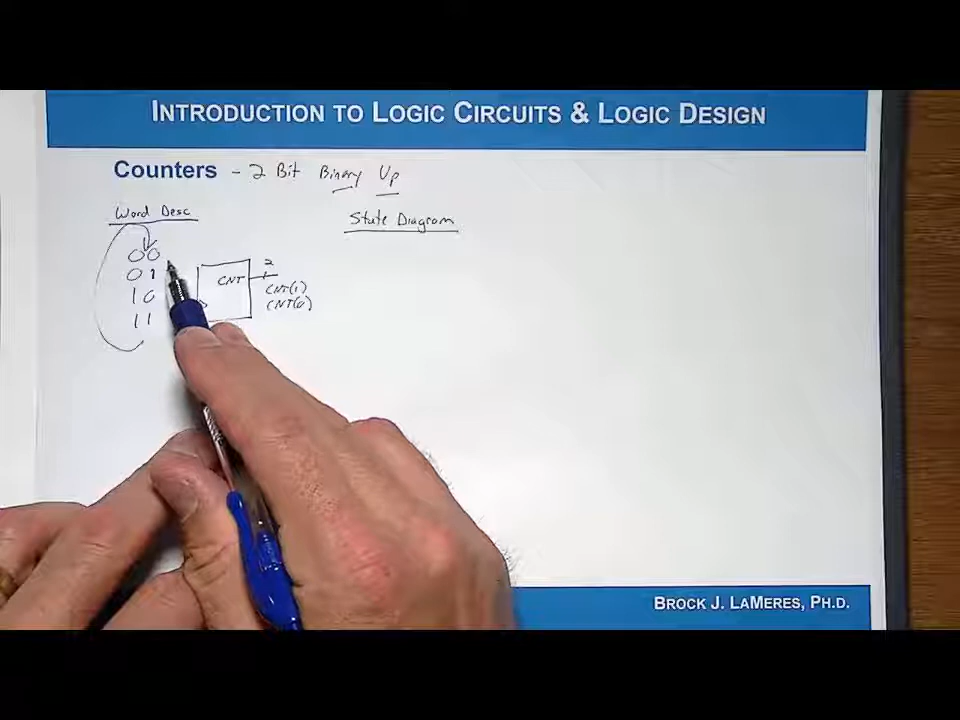 INTRODUCTION TO LOGIC CIRCUITS & LOGIC DESIGN
Counters - 2 Bit Binary Up
Word Desc
State Diagram
00
01
10
11
CNT
2
CNT(1)
CNT(0)
BROCK J. LAMERES, PH.D.